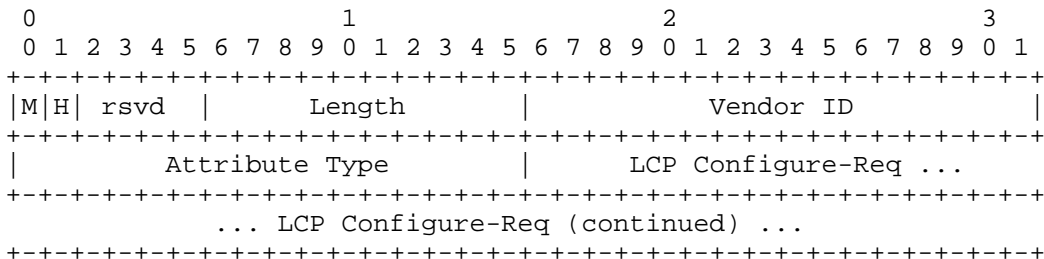 0                   1                   2                   3
 0 1 2 3 4 5 6 7 8 9 0 1 2 3 4 5 6 7 8 9 0 1 2 3 4 5 6 7 8 9 0 1
+-+-+-+-+-+-+-+-+-+-+-+-+-+-+-+-+-+-+-+-+-+-+-+-+-+-+-+-+-+-+-+-+
|M|H| rsvd  |      Length       |           Vendor ID           |
+-+-+-+-+-+-+-+-+-+-+-+-+-+-+-+-+-+-+-+-+-+-+-+-+-+-+-+-+-+-+-+-+
|         Attribute Type        |      LCP Configure-Req ...
+-+-+-+-+-+-+-+-+-+-+-+-+-+-+-+-+-+-+-+-+-+-+-+-+-+-+-+-+-+-+-+-+
             ... LCP Configure-Req (continued) ...
+-+-+-+-+-+-+-+-+-+-+-+-+-+-+-+-+-+-+-+-+-+-+-+-+-+-+-+-+-+-+-+-+